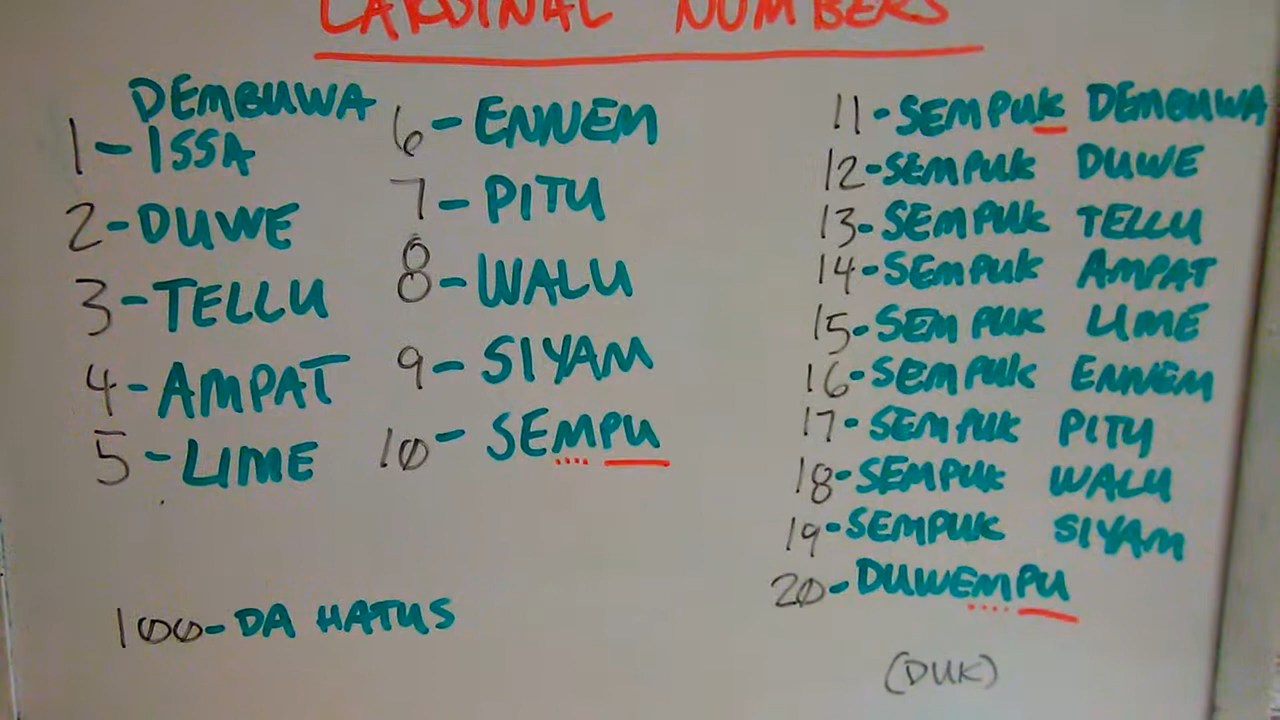 CARDINAL NUMBERS
DEMBUWA
1-ISSA
2-DUWE
3-TELLU
4-AMPAT
5-LIME
6-ENNEM
7-PITU
8-WALU
9-SIYAM
10-SEMPU
100-DA HATUS
11-SEMPUK DEMBUWA
12-SEMPUK DUWE
13-SEMPUK TELLU
14-SEMPUK AMPAT
15-SEMPUK LIME
16-SEMPUK ENNEM
17-SEMPUK PITU
18-SEMPUK WALU
19-SEMPUK SIYAM
20-DUWEMPU
(DUK)